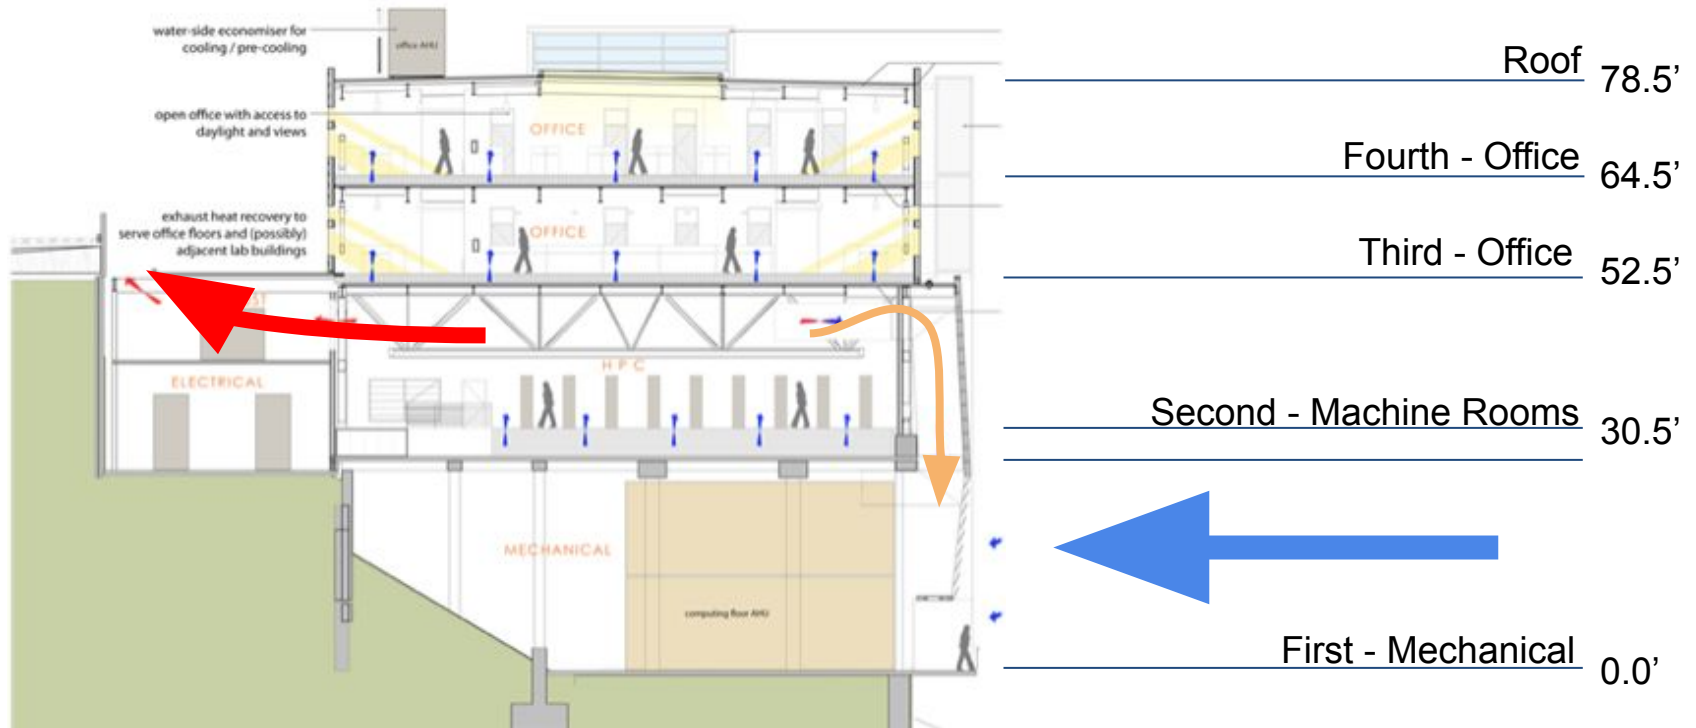 water-side economiser for
cooling / pre-cooling
office AHU
open office with access to
daylight and views
OFFICE
exhaust heat recovery to
serve office floors and (possibly)
adjacent lab buildings
OFFICE
ELECTRICAL
HPC
MECHANICAL
computing floor AHU
Roof 78.5’
Fourth - Office 64.5’
Third - Office 52.5’
Second - Machine Rooms 30.5’
First - Mechanical 0.0’